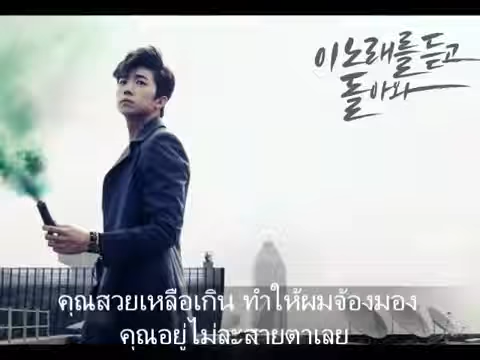 이 노래를 듣고
돌아와
คุณสวยเหลือเกิน ทำให้ผมจ้องมอง
คุณอยู่ไม่ละสายตาเลย